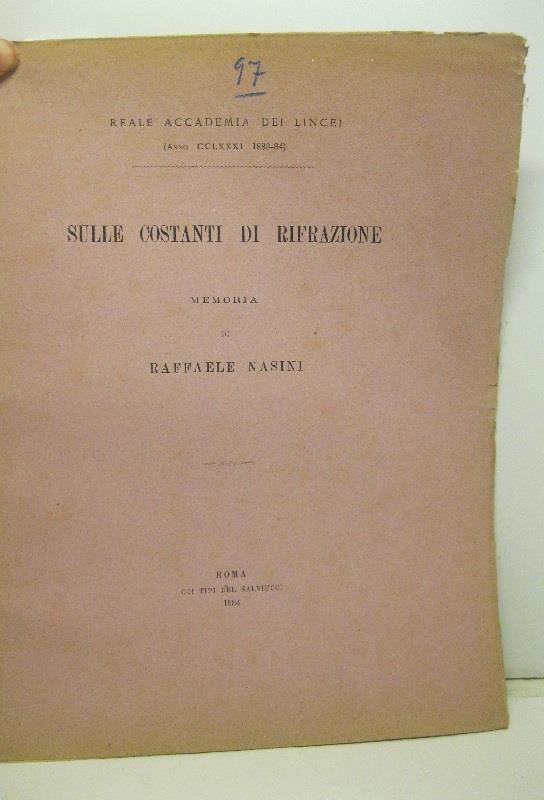 97
REALE ACCADEMIA DEI LINCEI
(ANNO CCLXXXI 1883-84)
SULLE COSTANTI DI RIFRAZIONE
MEMORIA
DI
RAFFAELE NASINI
ROMA
COI TIPI DEL SALVIUCCI
1884